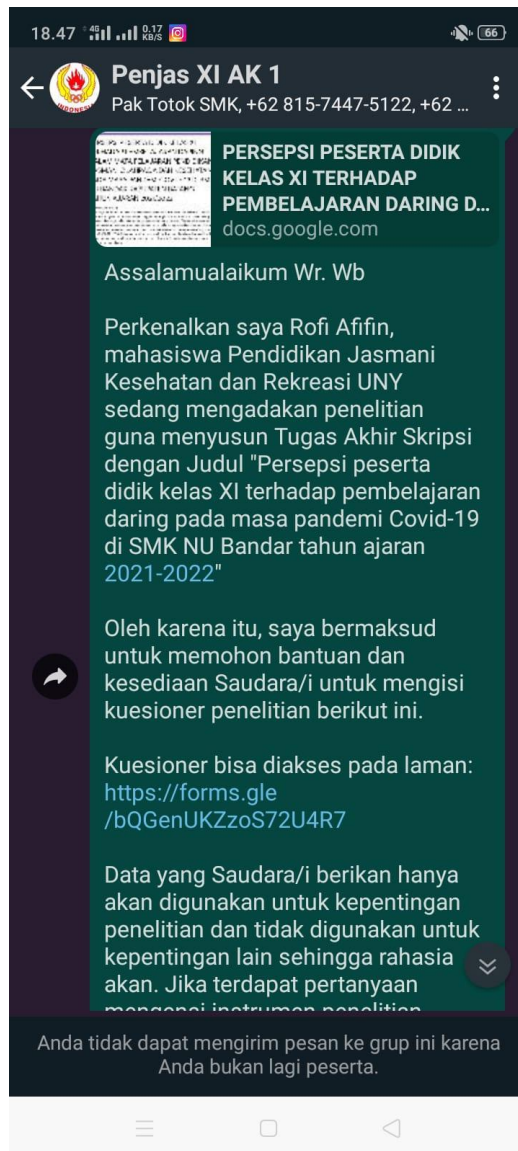 18.47 4G 0.17 KB/S 66
Penjas XI AK 1
Pak Totok SMK, +62 815-7447-5122, +62 ...
INDONESIA
PERSEPSI PESERTA DIDIK
KELAS XI TERHADAP
PEMBELAJARAN DARING D...
docs.google.com
Assalamualaikum Wr. Wb
Perkenalkan saya Rofi Afifin,
mahasiswa Pendidikan Jasmani
Kesehatan dan Rekreasi UNY
sedang mengadakan penelitian
guna menyusun Tugas Akhir Skripsi
dengan Judul "Persepsi peserta
didik kelas XI terhadap pembelajaran
daring pada masa pandemi Covid-19
di SMK NU Bandar tahun ajaran
2021-2022"
Oleh karena itu, saya bermaksud
untuk memohon bantuan dan
kesediaan Saudara/i untuk mengisi
kuesioner penelitian berikut ini.
Kuesioner bisa diakses pada laman:
https://forms.gle
/bQGenUKZzoS72U4R7
Data yang Saudara/i berikan hanya
akan digunakan untuk kepentingan
penelitian dan tidak digunakan untuk
kepentingan lain sehingga rahasia
akan. Jika terdapat pertanyaan
mengenai instrumen penelitian
Anda tidak dapat mengirim pesan ke grup ini karena
Anda bukan lagi peserta.